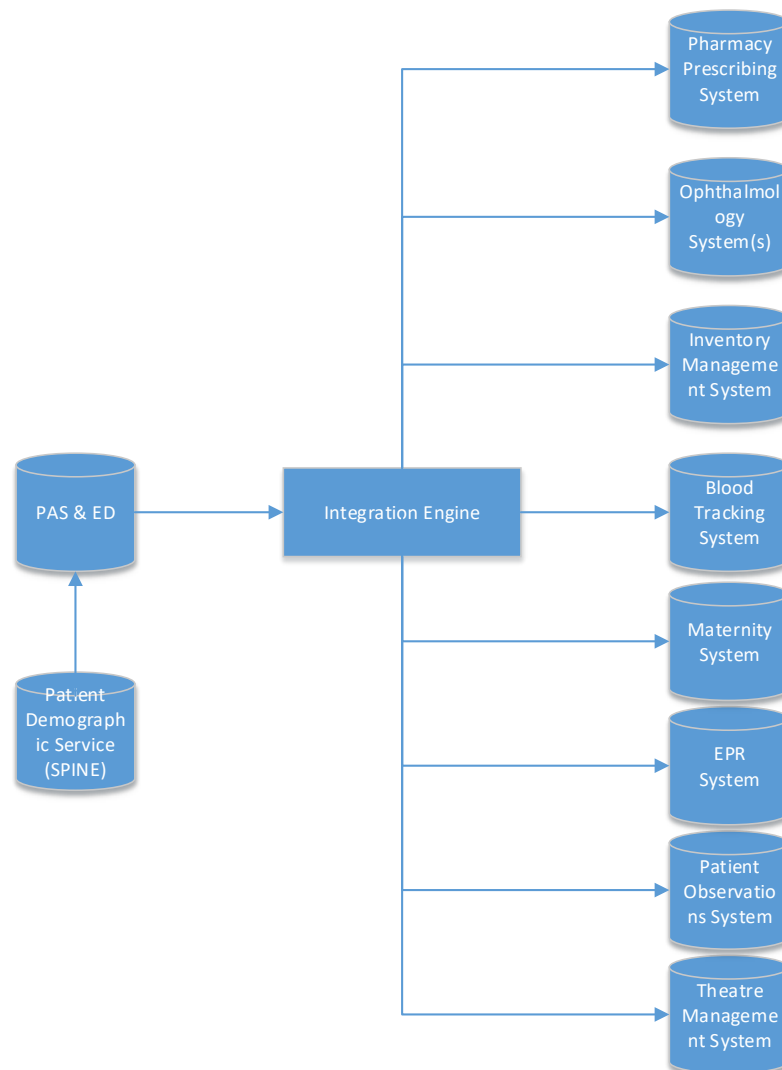 Pharmacy
Prescribing
System
Ophthalmol
ogy
System(s)
Inventory
Manageme
nt System
PAS & ED
Integration Engine
Blood
Tracking
System
Patient
Demograph
ic Service
(SPINE)
Maternity
System
EPR
System
Patient
Observatio
ns System
Theatre
Manageme
nt System